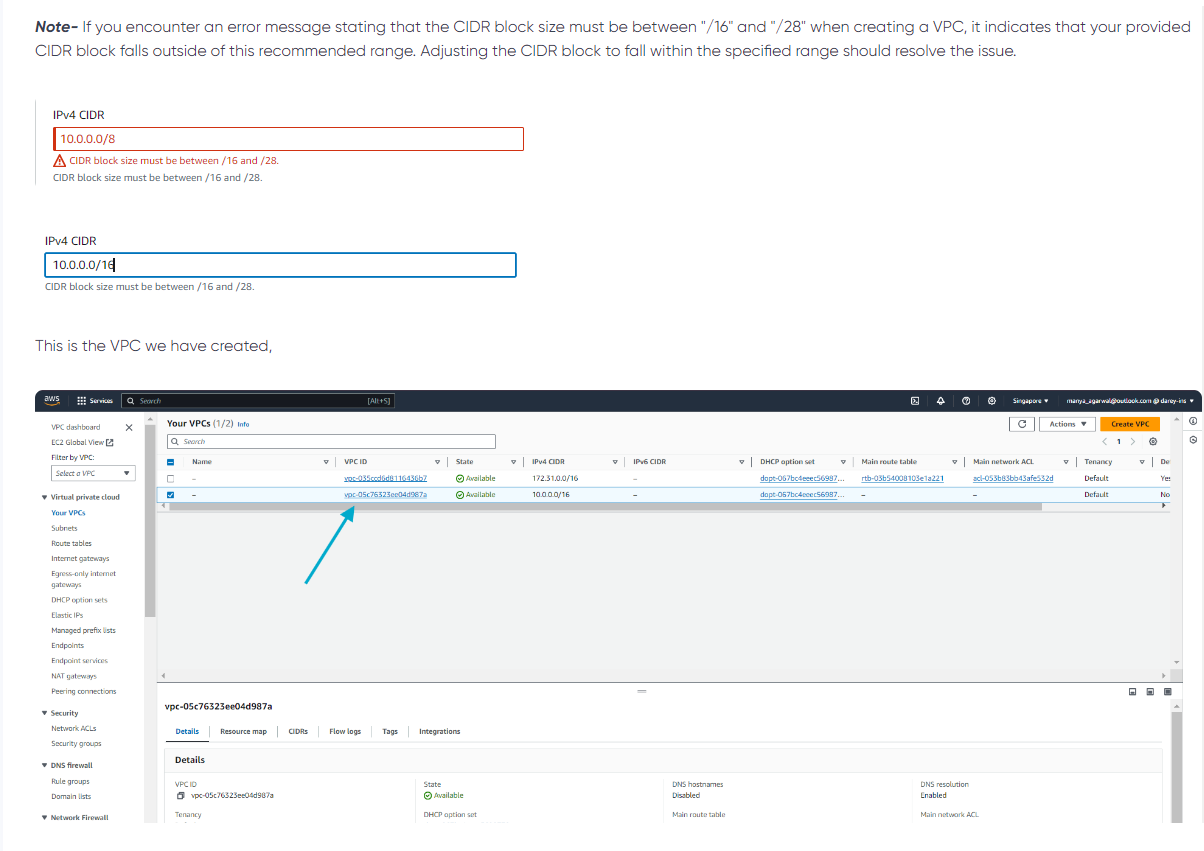 Note- If you encounter an error message stating that the CIDR block size must be between "/16" and "/28" when creating a VPC, it indicates that your provided
CIDR block falls outside of this recommended range. Adjusting the CIDR block to fall within the specified range should resolve the issue.
IPv4 CIDR
10.0.0.0/8
CIDR block size must be between /16 and /28.
CIDR block size must be between /16 and /28.
IPv4 CIDR
10.0.0.0/16
CIDR block size must be between /16 and /28.
This is the VPC we have created,
aws Services Search [Alt+S] Singapore manya_agarwal@outlook.com @ darey-ins
VPC dashboard
EC2 Global View
Filter by VPC:
Select a VPC
Virtual private cloud
Your VPCs
Subnets
Route tables
Internet gateways
Egress-only internet
gateways
DHCP option sets
Elastic IPs
Managed prefix lists
Endpoints
Endpoint services
NAT gateways
Peering connections
Security
Network ACLs
Security groups
DNS firewall
Rule groups
Domain lists
Network Firewall
Your VPCs (1/2) Info
Actions Create VPC
Search
1
Name VPC ID State IPv4 CIDR IPv6 CIDR DHCP option set Main route table Main network ACL Tenancy De
– vpc-035ccd6d8116436b7 Available 172.31.0.0/16 – dopt-067bc4eeec56987... rtb-03b54008103e1a221 acl-053b83bb43afe532d Default Yes
– vpc-05c76323ee04d987a Available 10.0.0.0/16 – dopt-067bc4eeec56987... – – Default No
vpc-05c76323ee04d987a
Details Resource map CIDRs Flow logs Tags Integrations
Details
VPC ID State DNS hostnames DNS resolution
vpc-05c76323ee04d987a Available Disabled Enabled
Tenancy DHCP option set Main route table Main network ACL